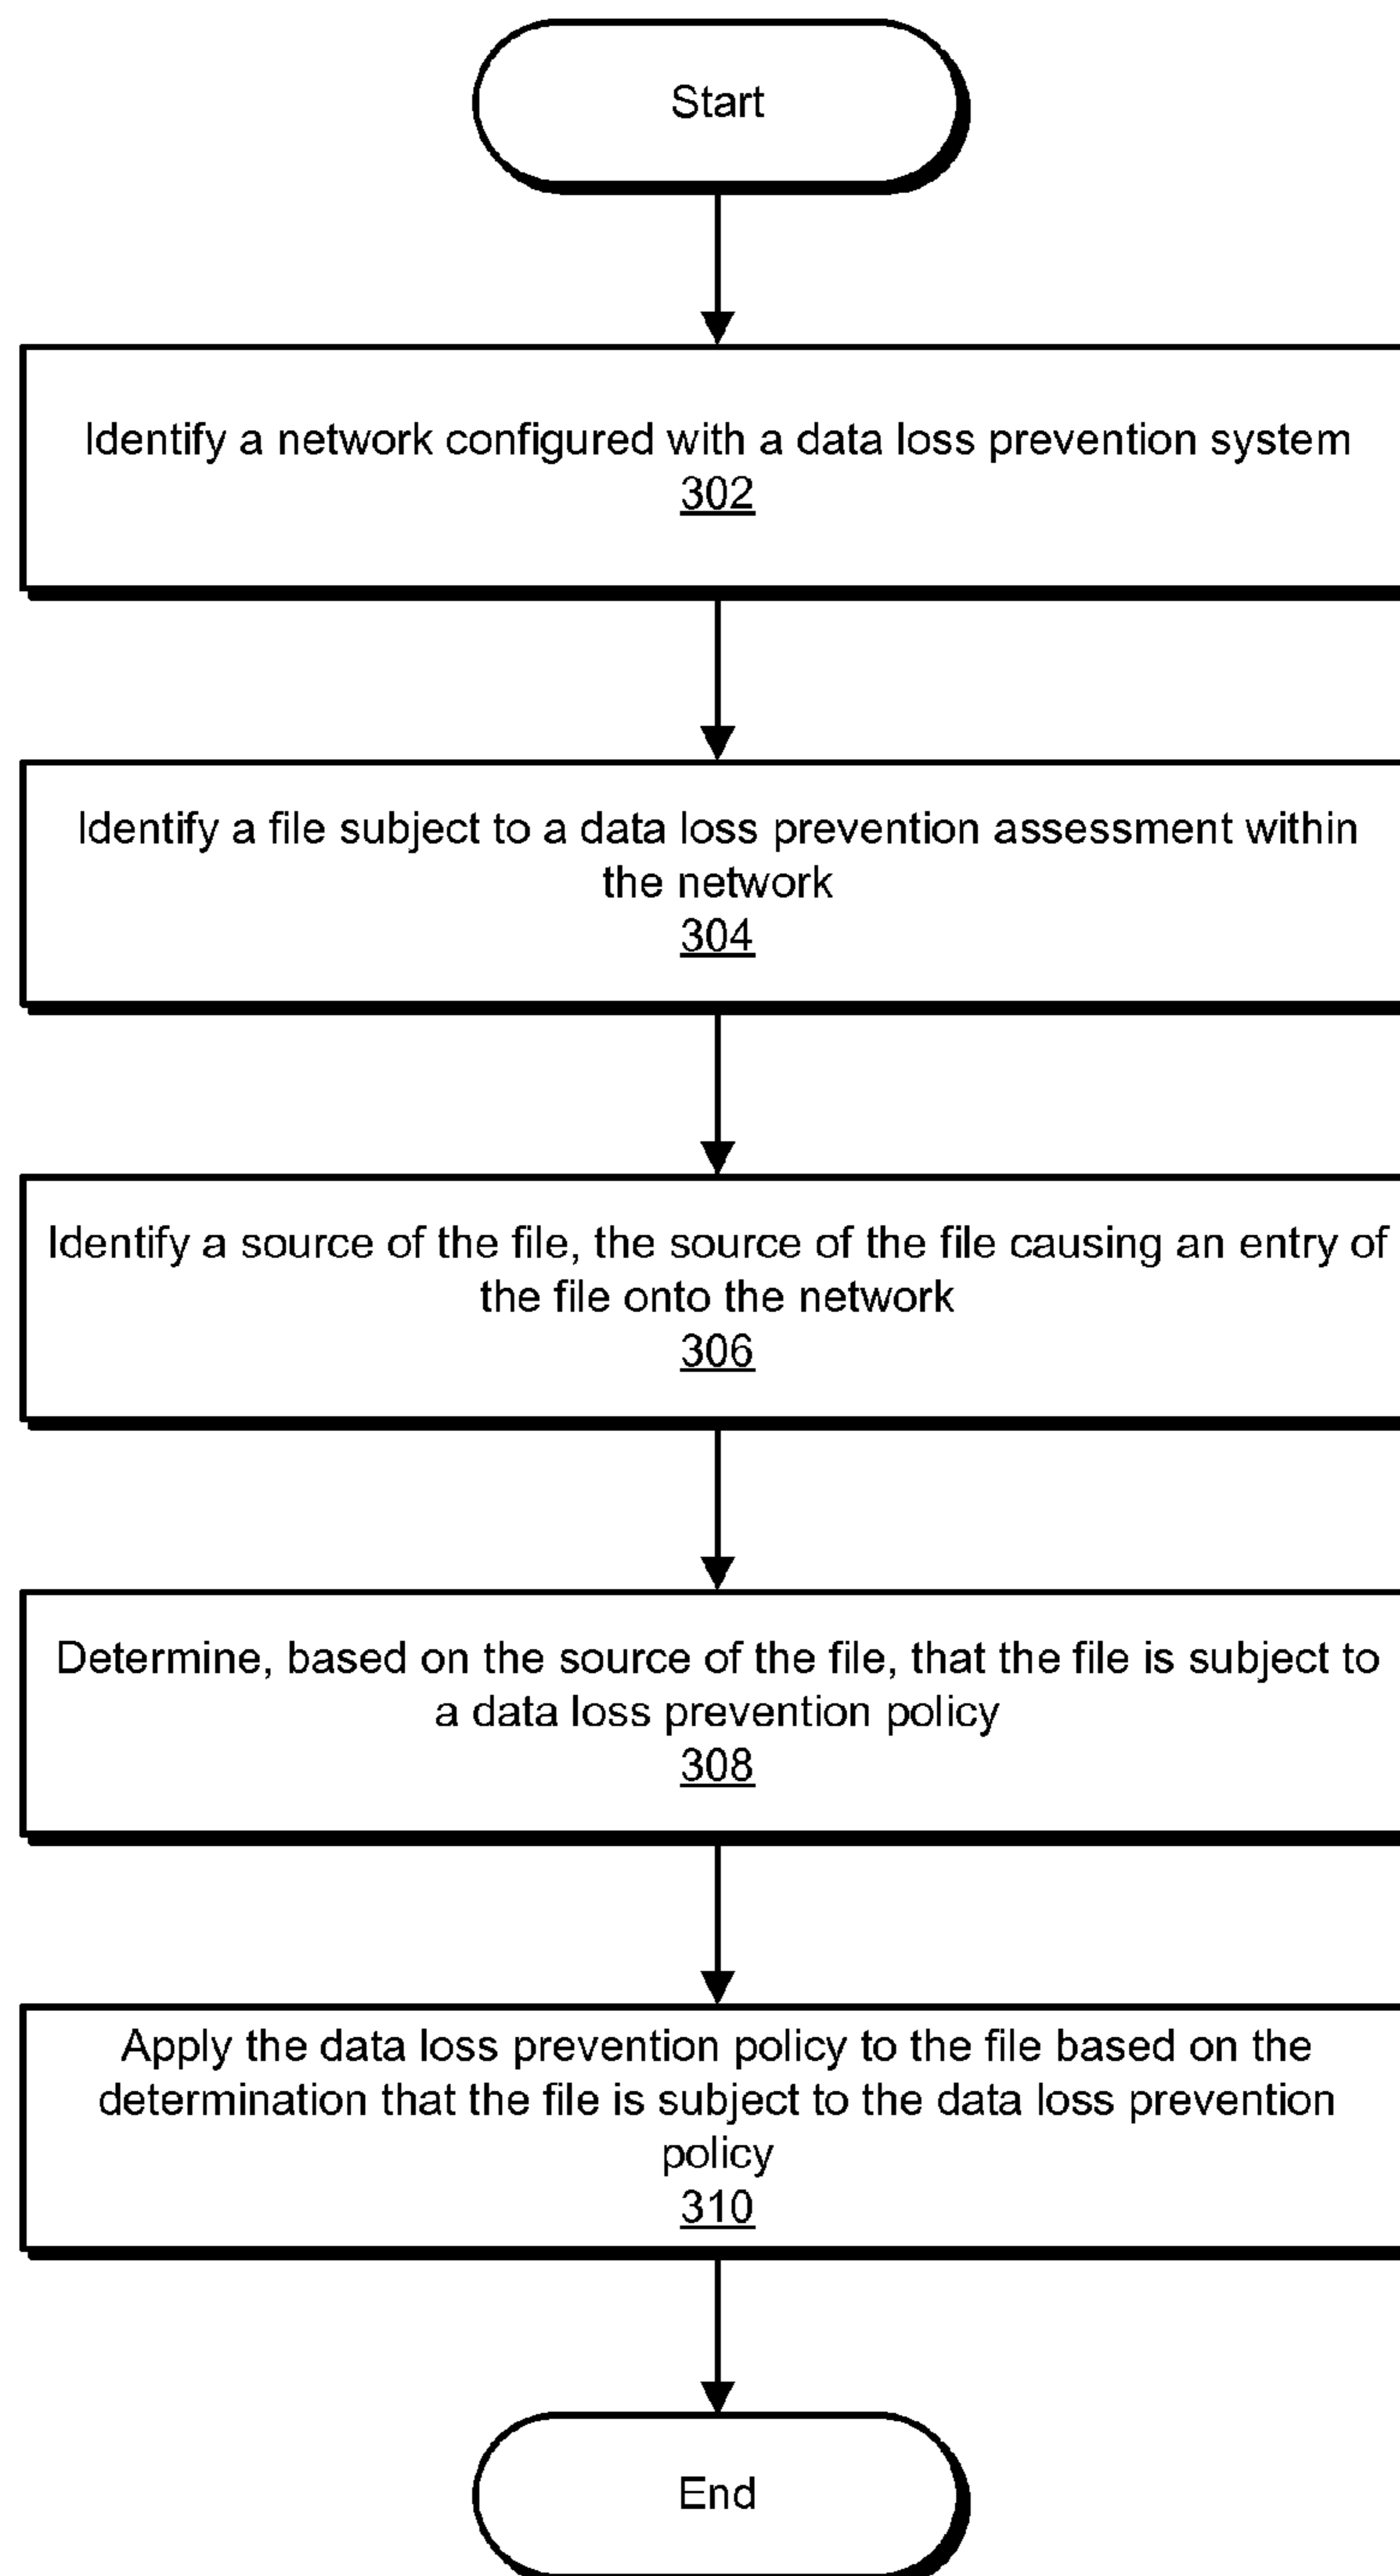 Start
Identify a network configured with a data loss prevention system
302
Identify a file subject to a data loss prevention assessment within
the network
304
Identify a source of the file, the source of the file causing an entry of
the file onto the network
306
Determine, based on the source of the file, that the file is subject to
a data loss prevention policy
308
Apply the data loss prevention policy to the file based on the
determination that the file is subject to the data loss prevention
policy
310
End